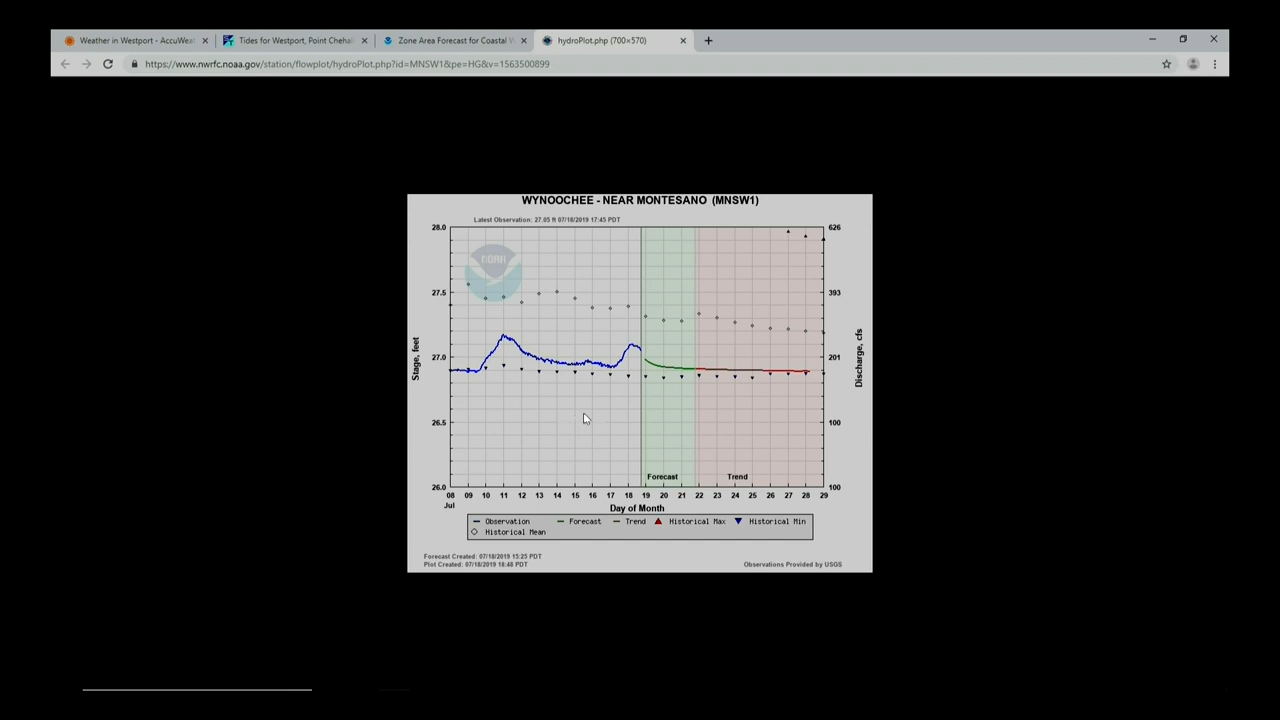 Weather in Westport - AccuWea
Tides for Westport, Point Chehal
Zone Area Forecast for Coastal W
hydroPlot.php (700×570)
https://www.nwrfc.noaa.gov/station/flowplot/hydroPlot.php?id=MNSW1&pe=HG&v=1563500899
WYNOOCHEE - NEAR MONTESANO (MNSW1)
Latest Observation: 27.05 ft 07/18/2019 17:45 PDT
28.0 626
NOAA
27.5 393
Stage, feet
Discharge, cfs
27.0 201
26.5 100
Forecast Trend
26.0 100
08 09 10 11 12 13 14 15 16 17 18 19 20 21 22 23 24 25 26 27 28 29
Jul
Day of Month
Observation Forecast Trend Historical Max Historical Min
Historical Mean
Forecast Created: 07/18/2019 15:25 PDT
Plot Created: 07/18/2019 18:48 PDT Observations Provided by USGS